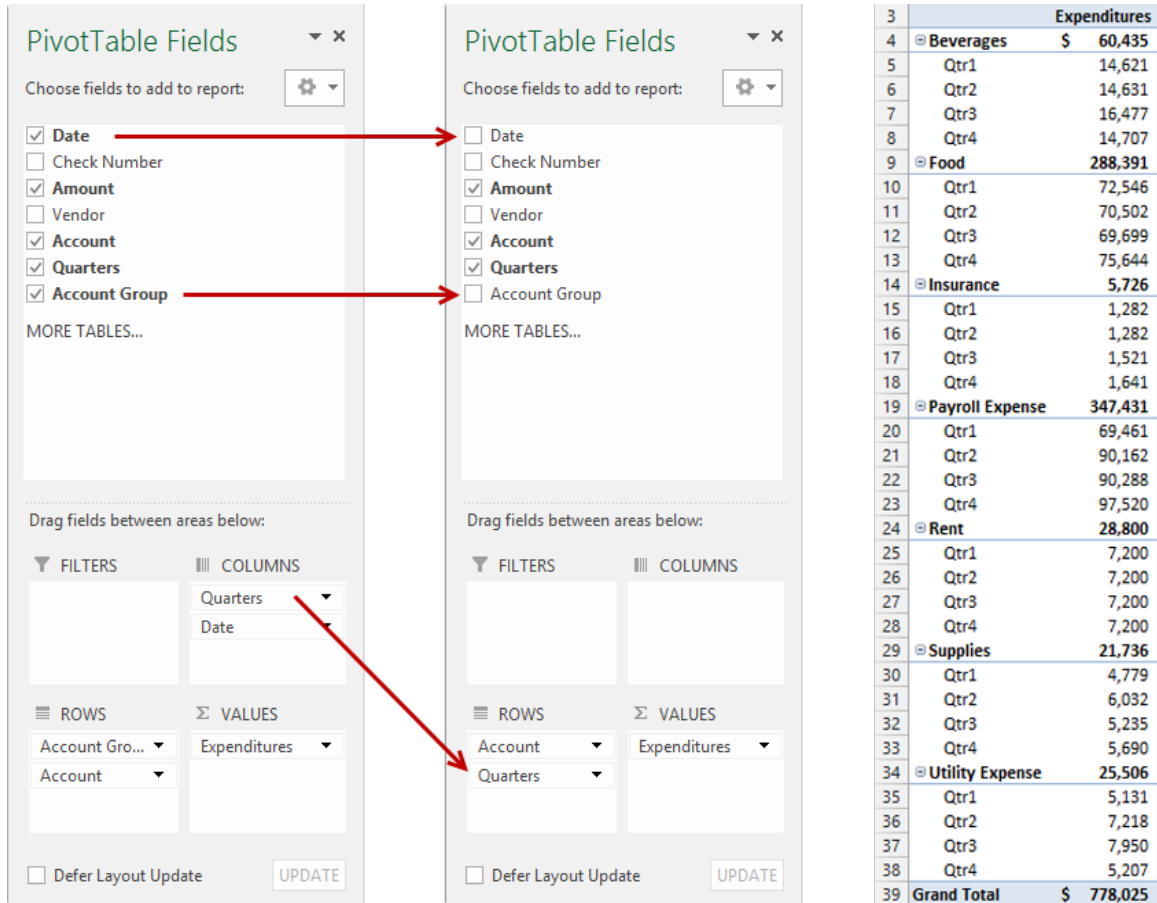 PivotTable Fields
Choose fields to add to report:
Date
Check Number
Amount
Vendor
Account
Quarters
Account Group
MORE TABLES...
Drag fields between areas below:
FILTERS
COLUMNS
Quarters
Date
ROWS
Σ VALUES
Account Gro...
Expenditures
Account
Defer Layout Update
UPDATE
PivotTable Fields
Choose fields to add to report:
Date
Check Number
Amount
Vendor
Account
Quarters
Account Group
MORE TABLES...
Drag fields between areas below:
FILTERS
COLUMNS
ROWS
Σ VALUES
Account
Expenditures
Quarters
Defer Layout Update
UPDATE
3 Expenditures
4 Beverages $ 60,435
5 Qtr1 14,621
6 Qtr2 14,631
7 Qtr3 16,477
8 Qtr4 14,707
9 Food 288,391
10 Qtr1 72,546
11 Qtr2 70,502
12 Qtr3 69,699
13 Qtr4 75,644
14 Insurance 5,726
15 Qtr1 1,282
16 Qtr2 1,282
17 Qtr3 1,521
18 Qtr4 1,641
19 Payroll Expense 347,431
20 Qtr1 69,461
21 Qtr2 90,162
22 Qtr3 90,288
23 Qtr4 97,520
24 Rent 28,800
25 Qtr1 7,200
26 Qtr2 7,200
27 Qtr3 7,200
28 Qtr4 7,200
29 Supplies 21,736
30 Qtr1 4,779
31 Qtr2 6,032
32 Qtr3 5,235
33 Qtr4 5,690
34 Utility Expense 25,506
35 Qtr1 5,131
36 Qtr2 7,218
37 Qtr3 7,950
38 Qtr4 5,207
39 Grand Total $ 778,025